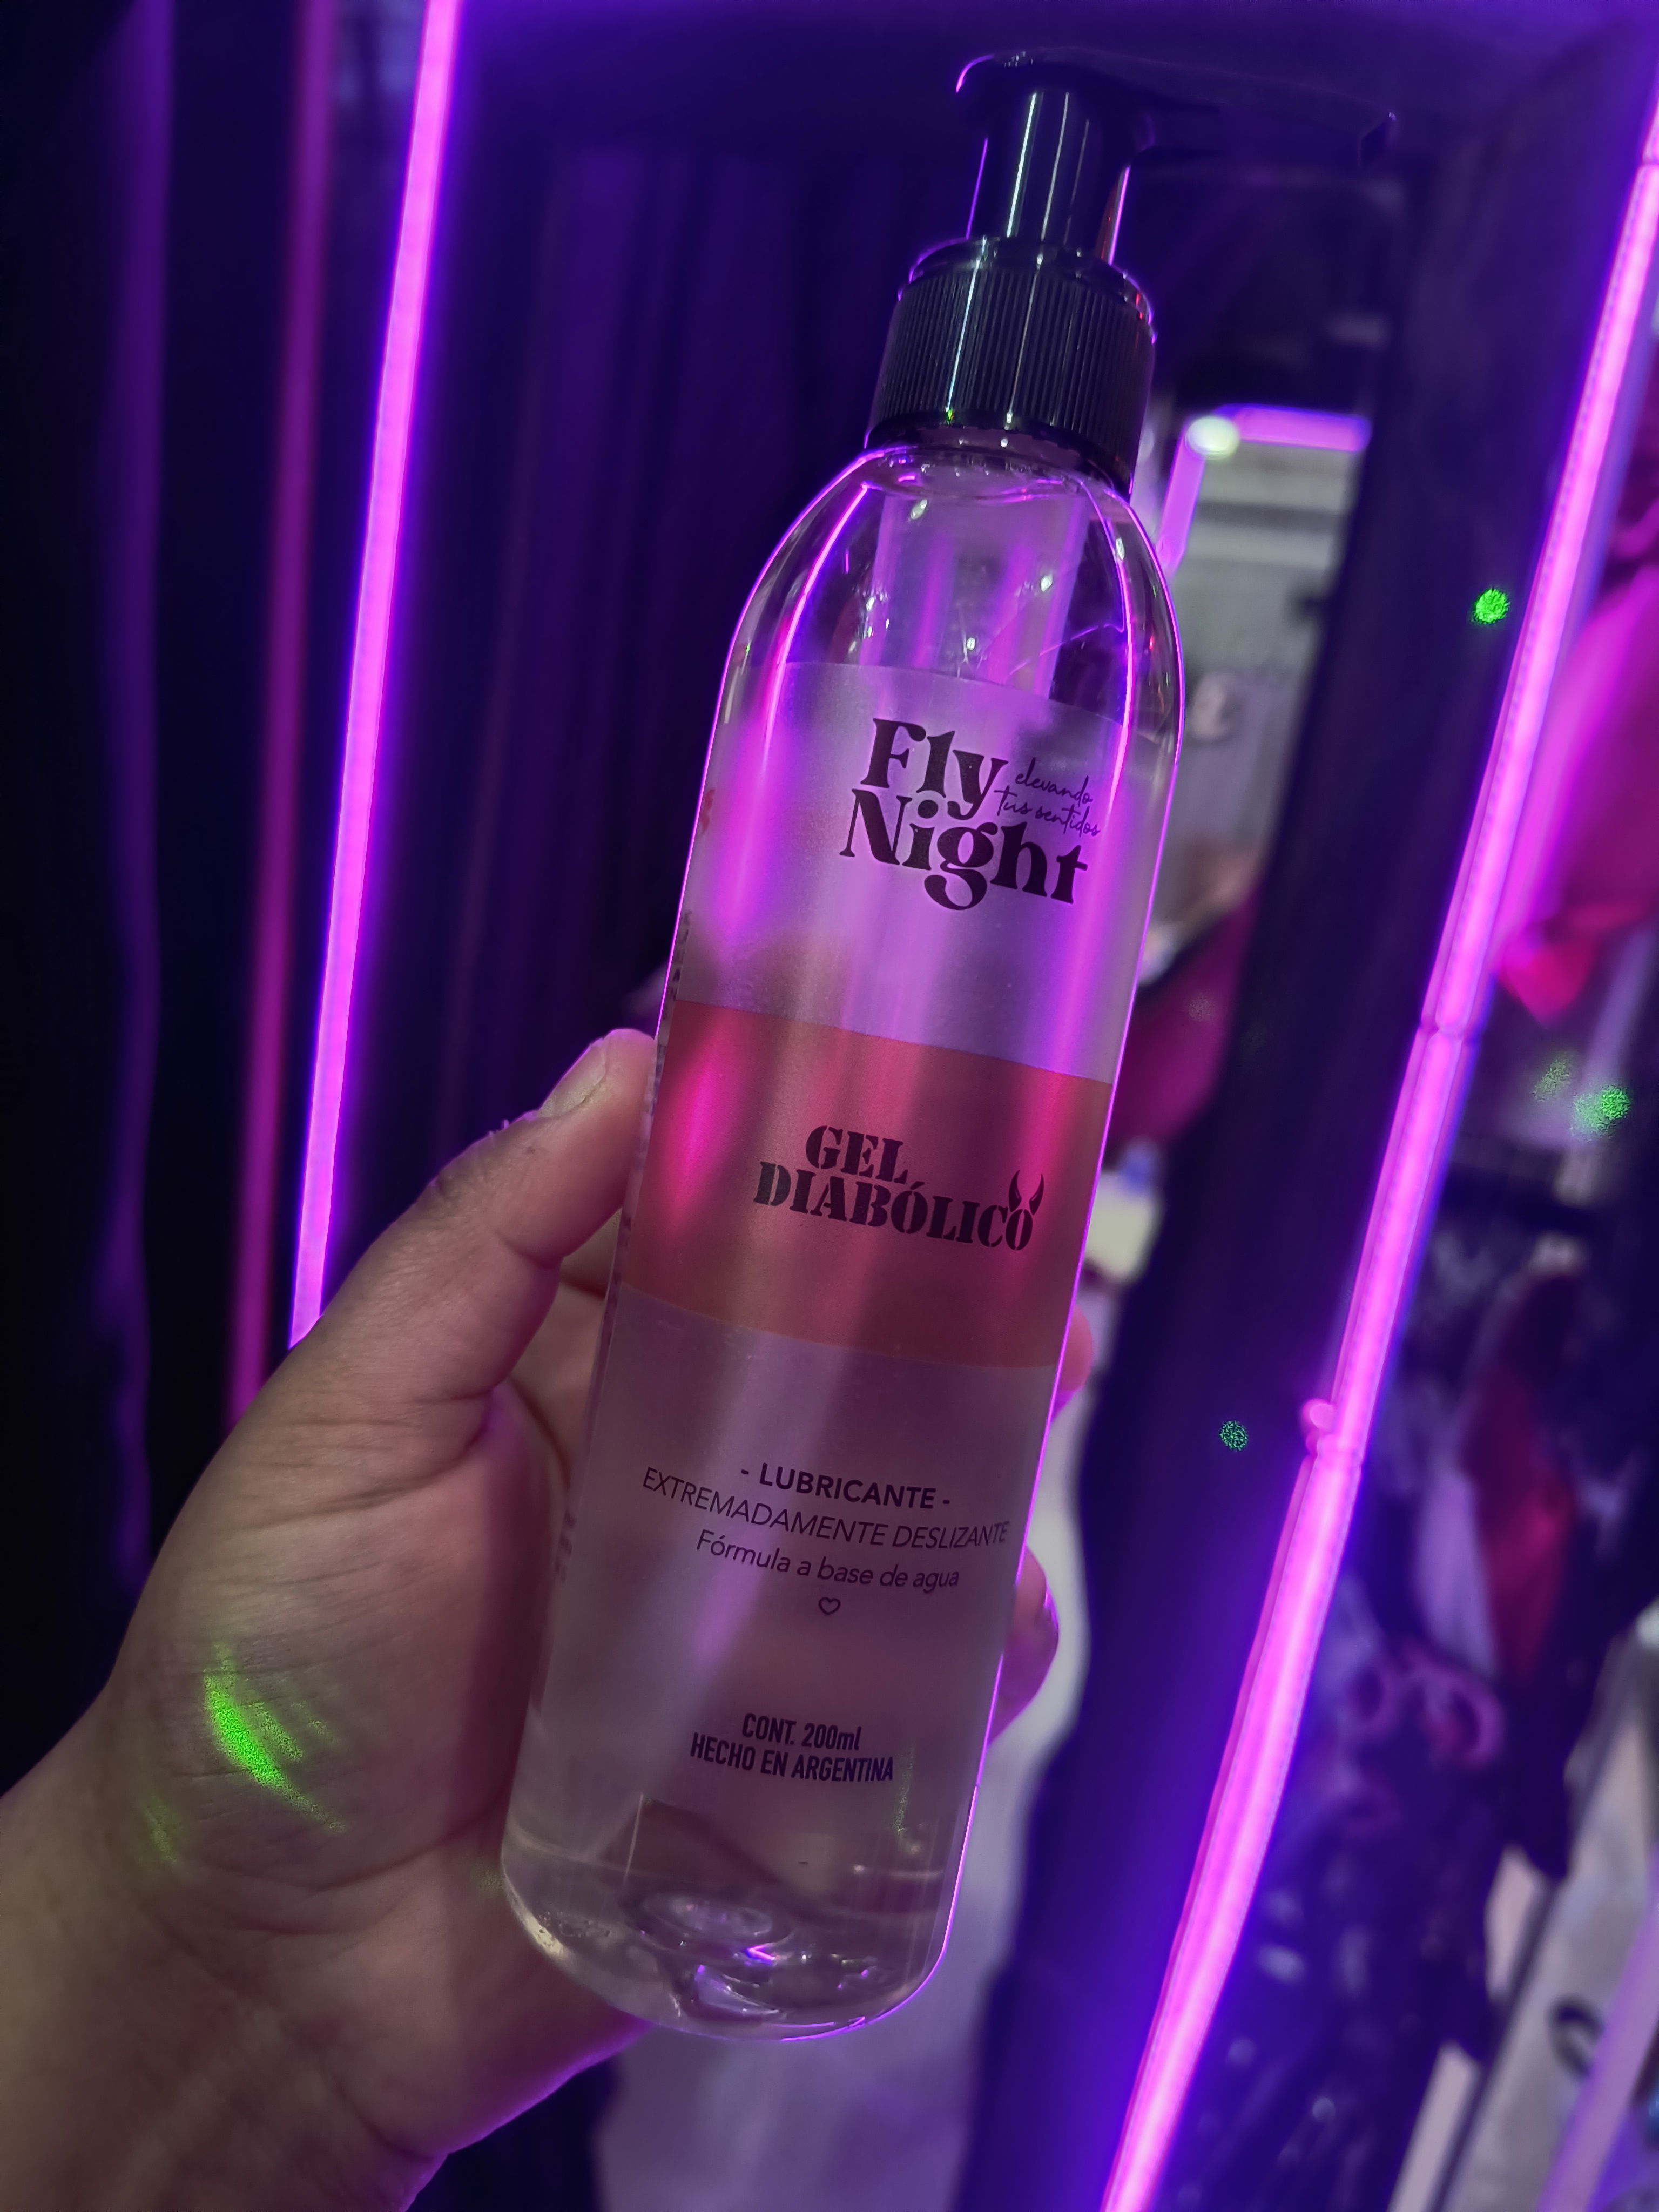 Fly
elevando
tus sentidos
Night
GEL
DIABÓLICO
- LUBRICANTE -
EXTREMADAMENTE DESLIZANTE
Fórmula a base de agua
CONT. 200ml
HECHO EN ARGENTINA